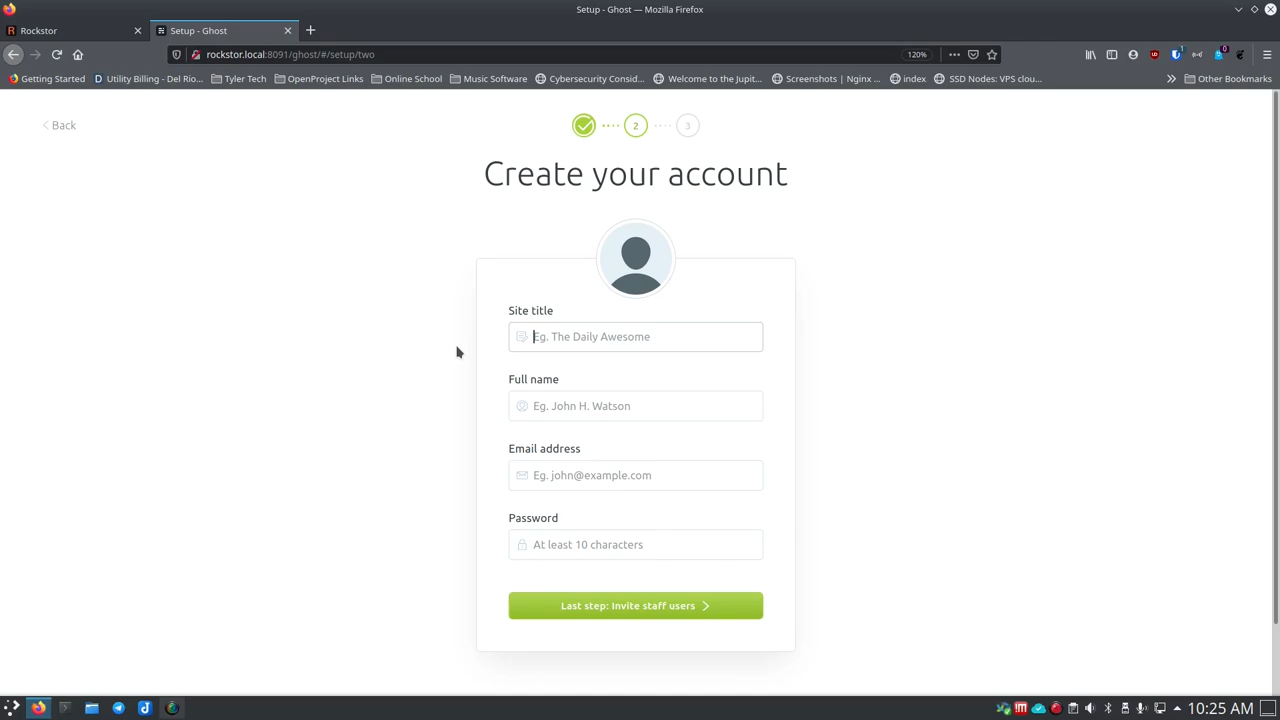 Setup - Ghost — Mozilla Firefox
Rockstor
Setup - Ghost
rockstor.local:8091/ghost/#/setup/two
120%
Getting Started
Utility Billing - Del Rio...
Tyler Tech
OpenProject Links
Online School
Music Software
Cybersecurity Consid...
Welcome to the Jupit...
Screenshots | Nginx ...
index
SSD Nodes: VPS clou...
Other Bookmarks
Back
2
3
Create your account
Site title
Eg. The Daily Awesome
Full name
Eg. John H. Watson
Email address
Eg. john@example.com
Password
At least 10 characters
Last step: Invite staff users
10:25 AM